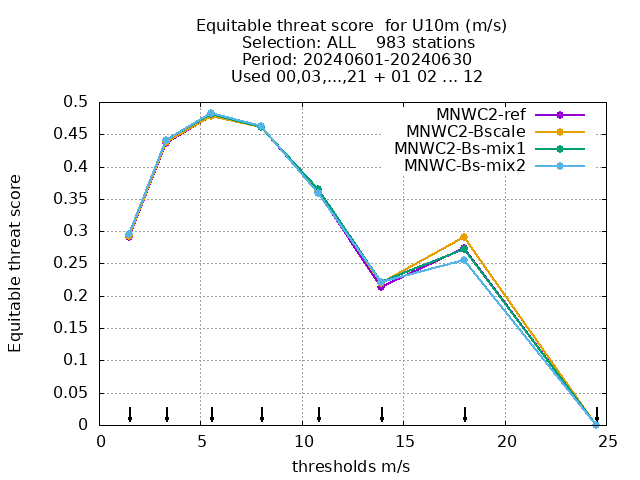 Equitable threat score  for U10m (m/s)
Selection: ALL    983 stations
Period: 20240601-20240630
Used 00,03,...,21 + 01 02 ... 12
MNWC2-ref
MNWC2-Bscale
MNWC2-Bs-mix1
MNWC-Bs-mix2
Equitable threat score
0.5
0.45
0.4
0.35
0.3
0.25
0.2
0.15
0.1
0.05
0
0 5 10 15 20 25
thresholds m/s